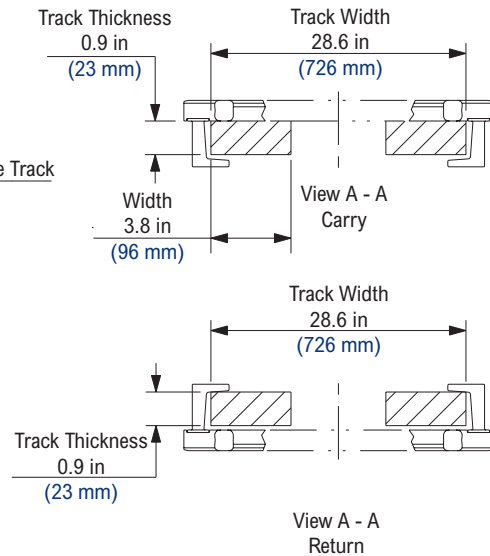 Track Thickness
0.9 in
(23 mm)
Track Width
28.6 in
(726 mm)
Track
Width
3.8 in
(96 mm)
View A - A
Carry
Track Width
28.6 in
(726 mm)
Track Thickness
0.9 in
(23 mm)
View A - A
Return